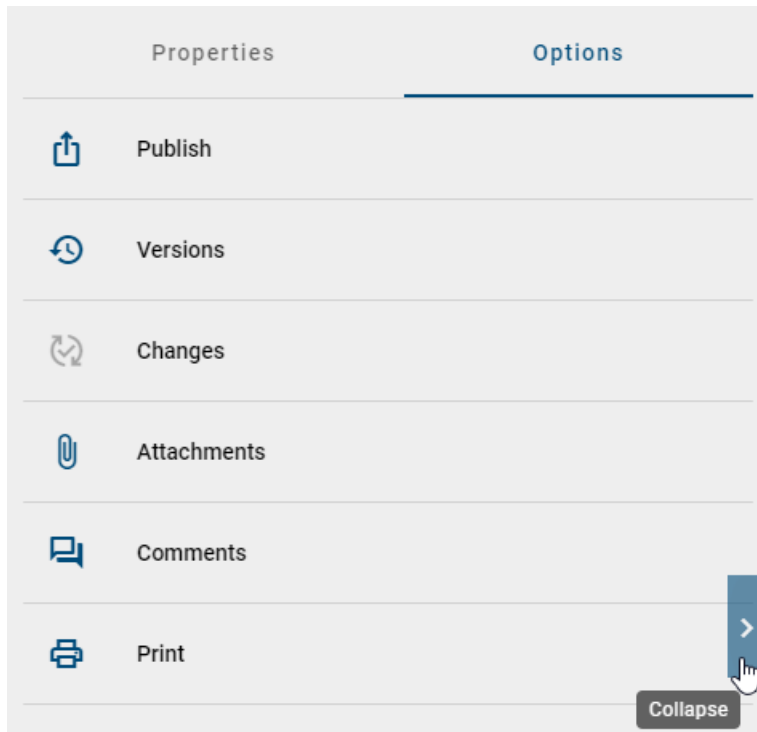 Properties Options
Publish
Versions
Changes
Attachments
Comments
Print
Collapse